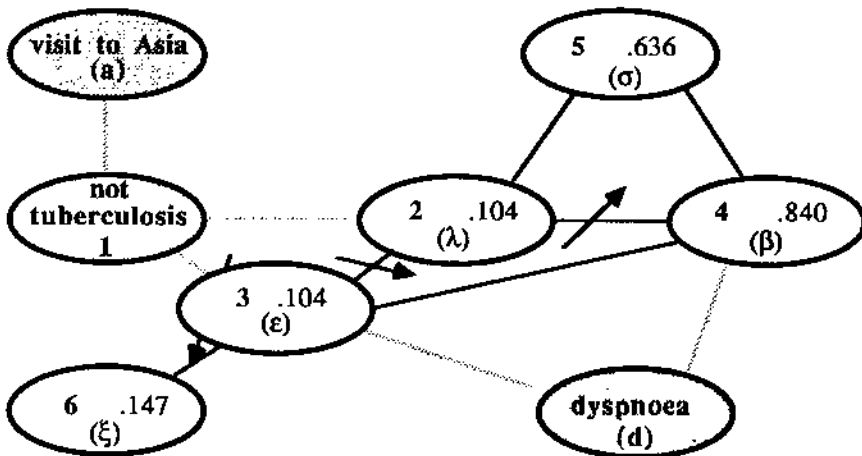 visit to Asia
(a)
5 .636
(σ)
not
tuberculosis
1
2 .104
(λ)
4 .840
(β)
3 .104
(ε)
6 .147
(ξ)
dyspnoea
(d)